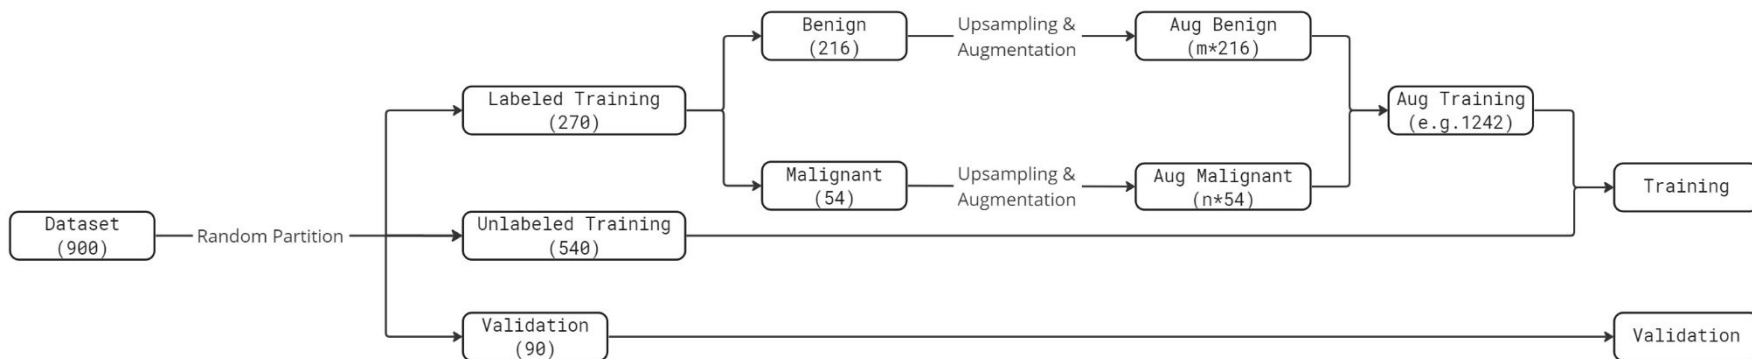 Dataset
(900)
Random Partition
Labeled Training
(270)
Unlabeled Training
(540)
Validation
(90)
Benign
(216)
Malignant
(54)
Upsampling &
Augmentation
Upsampling &
Augmentation
Aug Benign
(m*216)
Aug Malignant
(n*54)
Aug Training
(e.g.1242)
Training
Validation